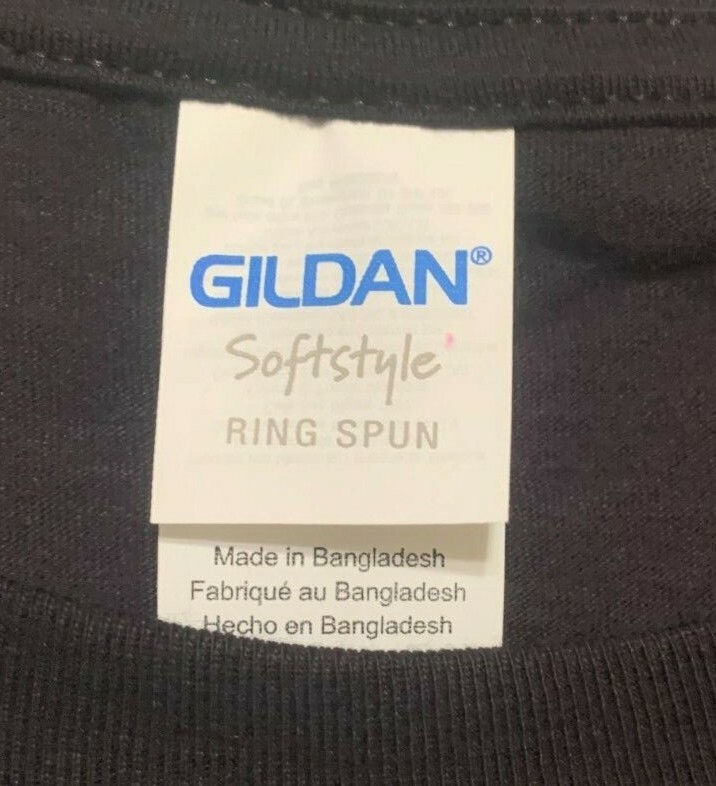 GILDAN®
Softstyle
RING SPUN
Made in Bangladesh
Fabriqué au Bangladesh
Hecho en Bangladesh